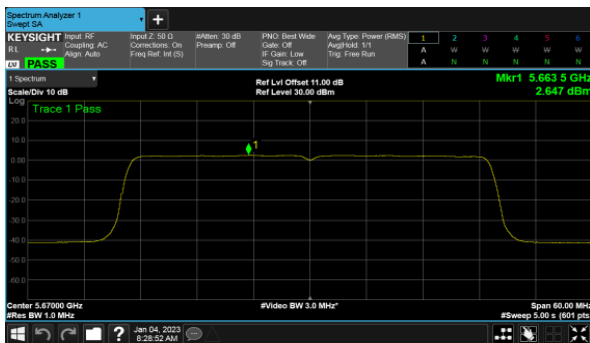 Spectrum Analyzer 1
Swept SA
+
KEYSIGHT
RL
LXI
PASS
Input: RF
Coupling: AC
Align: Auto
Input Z: 50 Ω
Corrections: On
Freq Ref: Int (S)
#Atten: 30 dB
Preamp: Off
PNO: Best Wide
Gate: Off
IF Gain: Low
Sig Track: Off
Avg Type: Power (RMS)
Avg|Hold: 1/1
Trig: Free Run
1 2 3 4 5 6
A W W W W W
A N N N N N
1 Spectrum
Scale/Div 10 dB
Ref Lvl Offset 11.00 dB
Ref Level 30.00 dBm
Mkr1 5.663 5 GHz
2.647 dBm
Log
Trace 1 Pass
20.0
10.0
0.00
1
-10.0
-20.0
-30.0
-40.0
-50.0
-60.0
Center 5.67000 GHz
#Res BW 1.0 MHz
#Video BW 3.0 MHz*
Span 60.00 MHz
#Sweep 5.00 s (601 pts)
?
Jan 04, 2023
8:28:52 AM